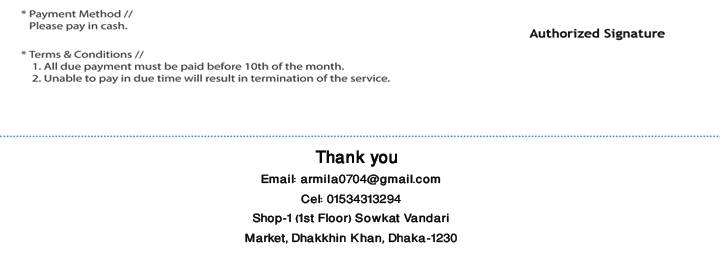 * Payment Method //
Please pay in cash.
Authorized Signature
* Terms & Conditions //
1. All due payment must be paid before 10th of the month.
2. Unable to pay in due time will result in termination of the service.
Thank you
Email: armila0704@gmail.com
Cel: 01534313294
Shop-1 (1st Floor) Sowkat Vandari
Market, Dhakkhin Khan, Dhaka-1230